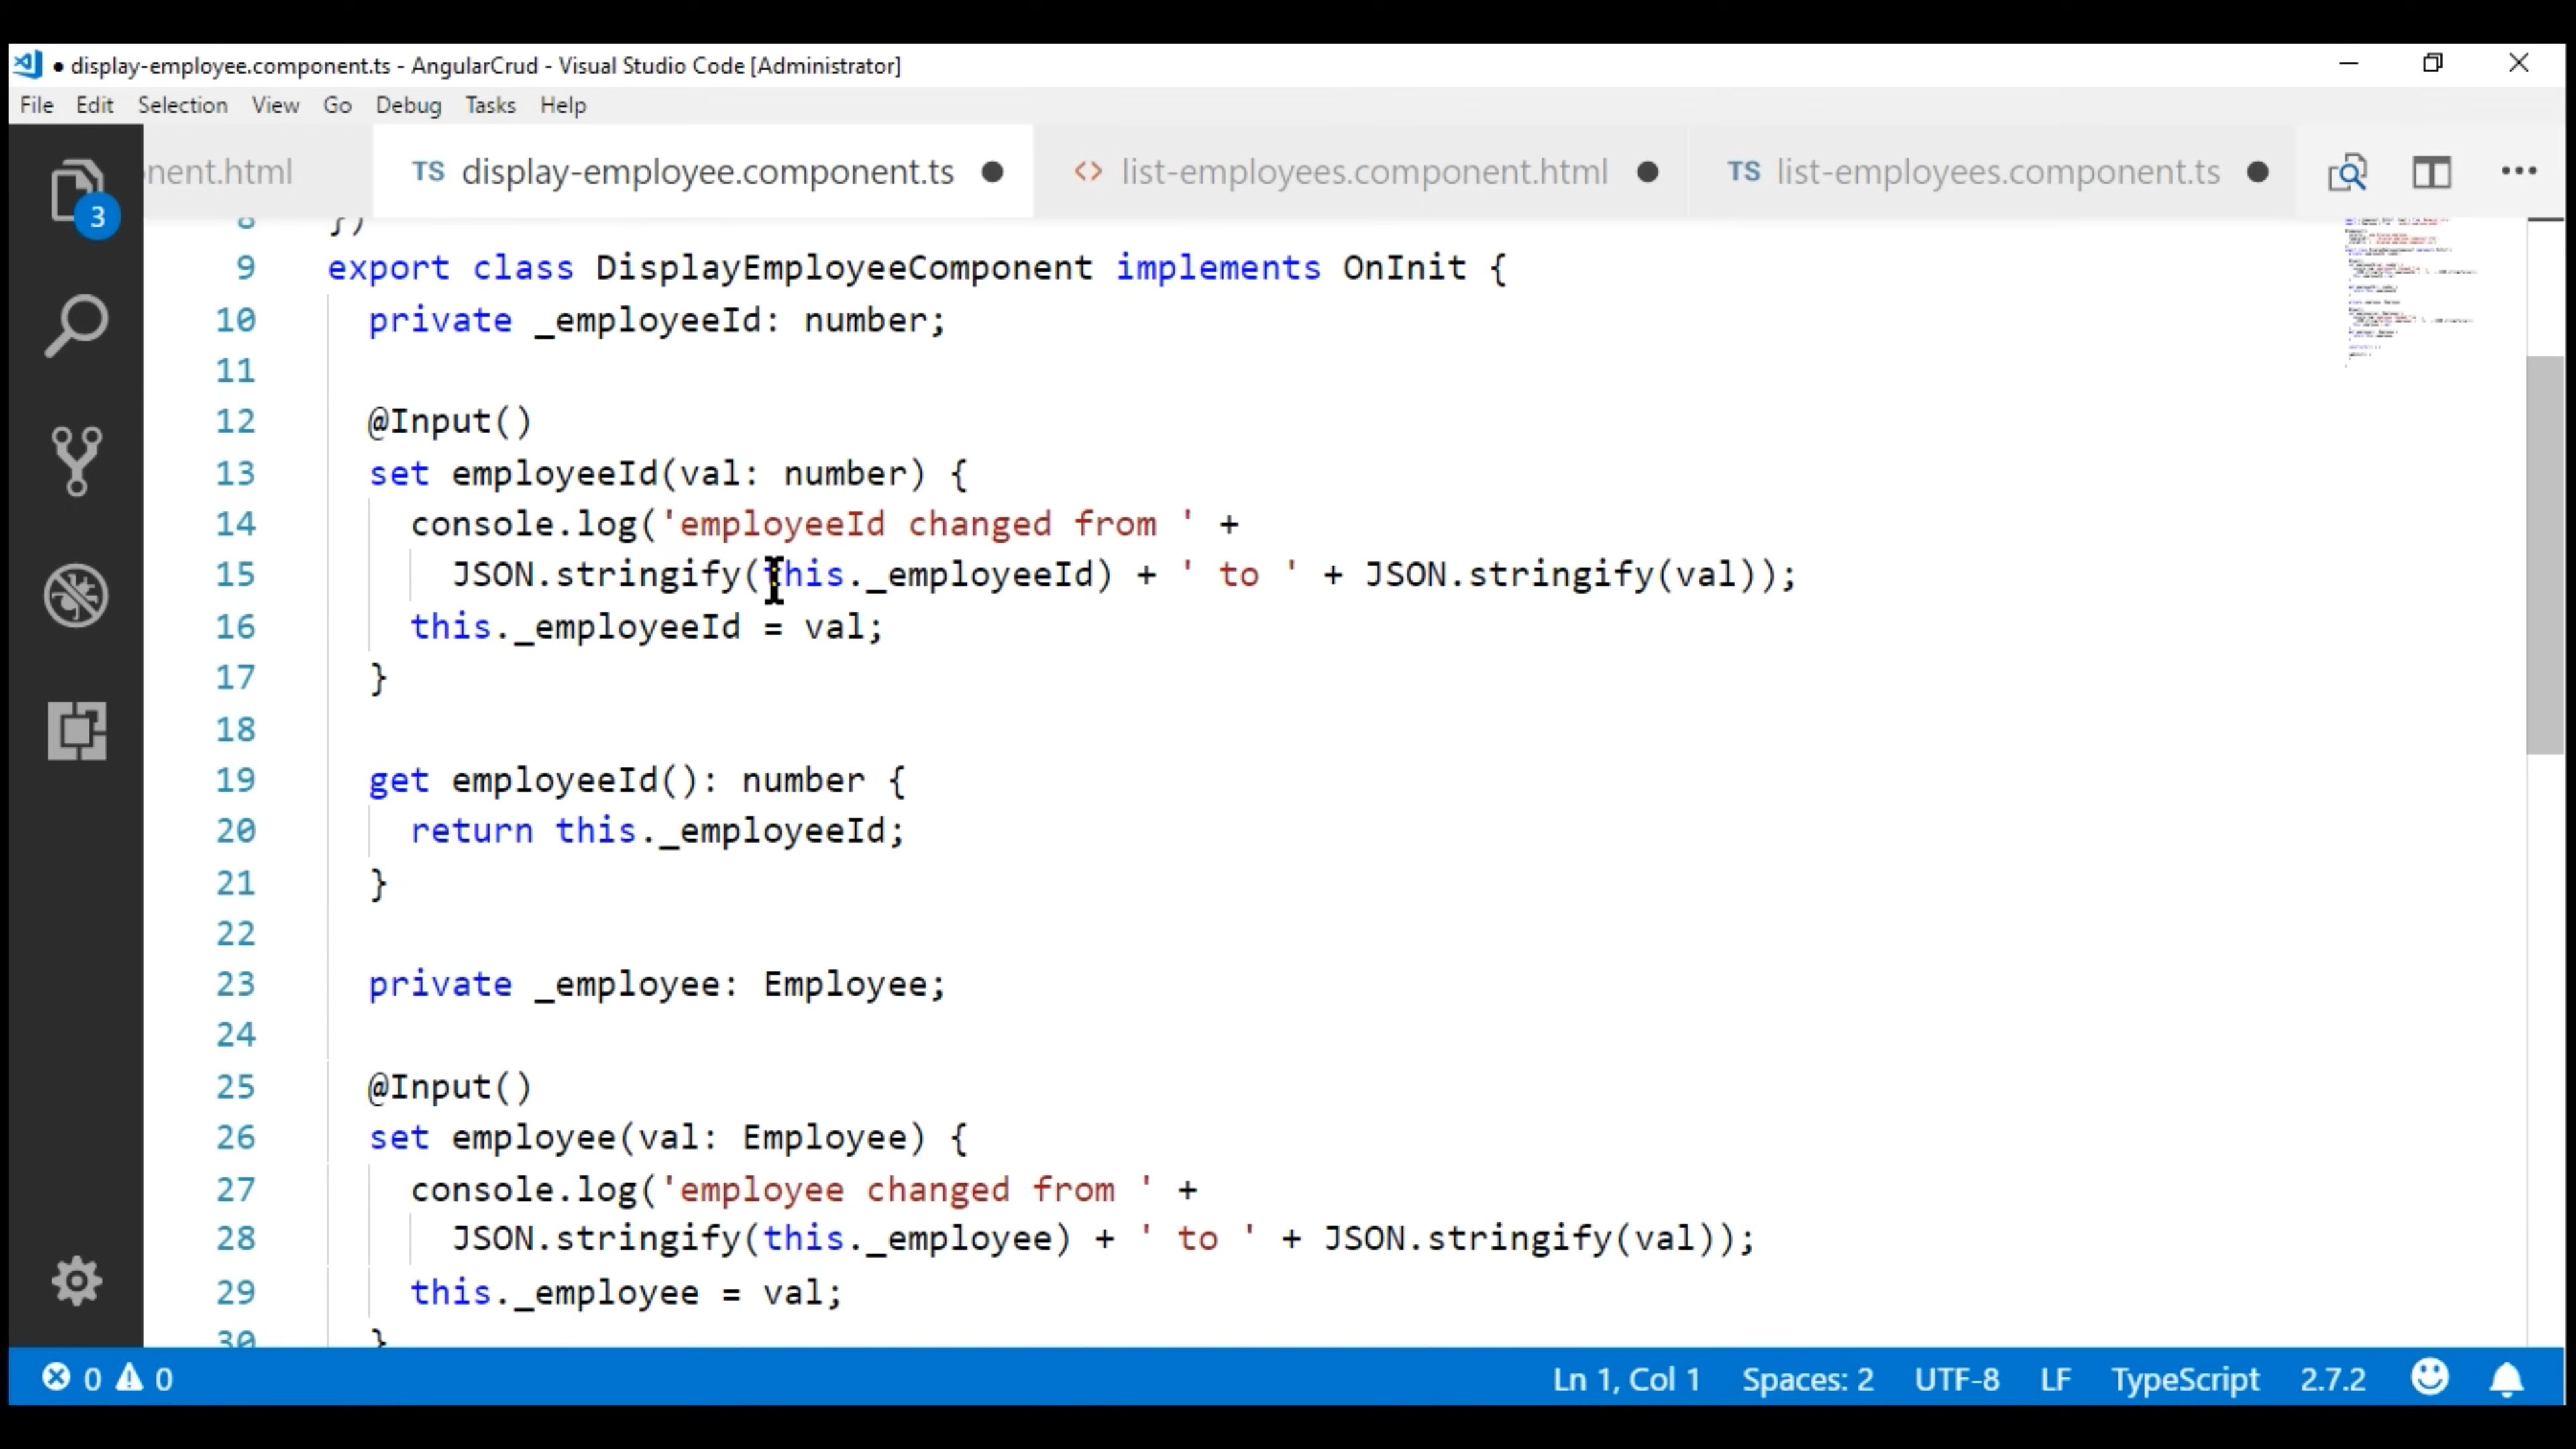 display-employee.component.ts - AngularCrud - Visual Studio Code [Administrator]
File Edit Selection View Go Debug Tasks Help
3
nent.html
TS display-employee.component.ts
<> list-employees.component.html
TS list-employees.component.ts
8 })
9 export class DisplayEmployeeComponent implements OnInit {
10 private _employeeId: number;
11
12 @Input()
13 set employeeId(val: number) {
14 console.log('employeeId changed from ' +
15 JSON.stringify(this._employeeId) + ' to ' + JSON.stringify(val));
16 this._employeeId = val;
17 }
18
19 get employeeId(): number {
20 return this._employeeId;
21 }
22
23 private _employee: Employee;
24
25 @Input()
26 set employee(val: Employee) {
27 console.log('employee changed from ' +
28 JSON.stringify(this._employee) + ' to ' + JSON.stringify(val));
29 this._employee = val;
30 }
0 0 Ln 1, Col 1 Spaces: 2 UTF-8 LF TypeScript 2.7.2